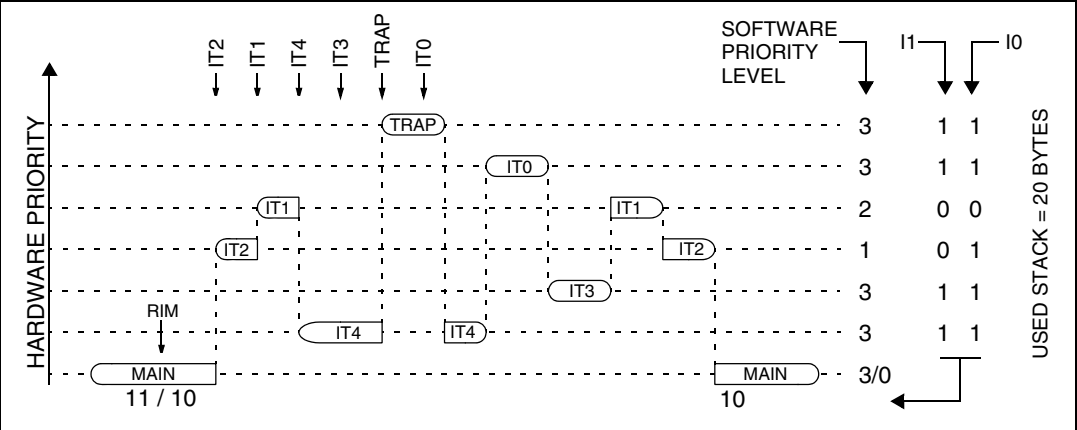 SOFTWARE
PRIORITY
LEVEL
I1
I0
IT2
IT1
IT4
IT3
TRAP
IT0
HARDWARE PRIORITY
USED STACK = 20 BYTES
TRAP
3
1 1
IT0
3
1 1
IT1
IT1
2
0 0
IT2
IT2
1
0 1
IT3
3
1 1
RIM
IT4
IT4
3
1 1
MAIN
MAIN
3/0
11 / 10
10